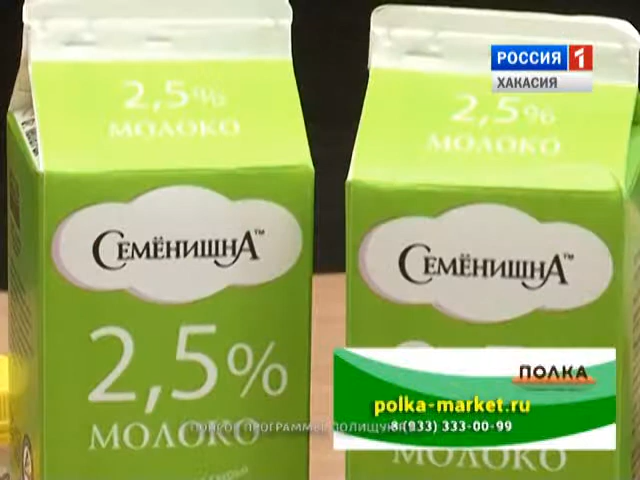 2,5%
МОЛОКО
СЕМЁНИШНА™
2,5%
МОЛОКО
2,5%
МОЛОКО
СЕМЁНИШНА™
МОЛОКО
РОССИЯ 1
ХАКАСИЯ
ПОЛКА
polka-market.ru
8 (933) 333-00-99
ПРОГРАММЫ